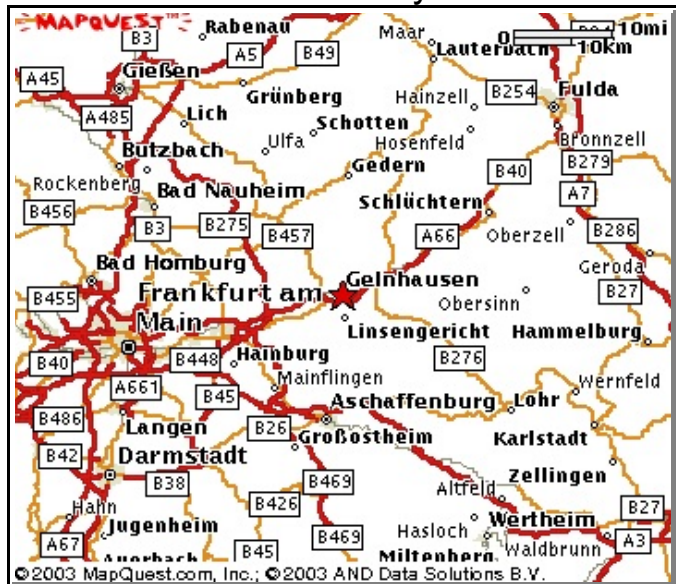 MAPQUEST
Rabenau
B3
Maar
0 10mi
10km
Lauterbach
A5
B49
A45
Gießen
Grünberg
Hainzell
B254
Fulda
A485
Lich
Schotten
Ulfa
Hosenfeld
Bronnzell
Butzbach
Gedern
B40
B279
Rockenberg
Bad Nauheim
Schlüchtern
A7
B456
B3
B275
B457
A66
Oberzell
B286
Bad Homburg
Gelnhausen
Geroda
B455
Frankfurt am
Main
Obersinn
B27
Linsengericht
Hammelburg
B40
B448
Hainburg
B276
A661
Mainflingen
Wernfeld
B45
Aschaffenburg
Lohr
B486
Langen
B26
Großostheim
Karlstadt
B42
Darmstadt
Zellingen
B38
B469
Altfeld
B426
Hahn
Jugenheim
B27
Wertheim
Hasloch
B469
A67
Auerbach
B45
Miltenberg
Waldbrunn
A3
©2003 MapQuest.com, Inc.; ©2003 AND Data Solutions B.V.